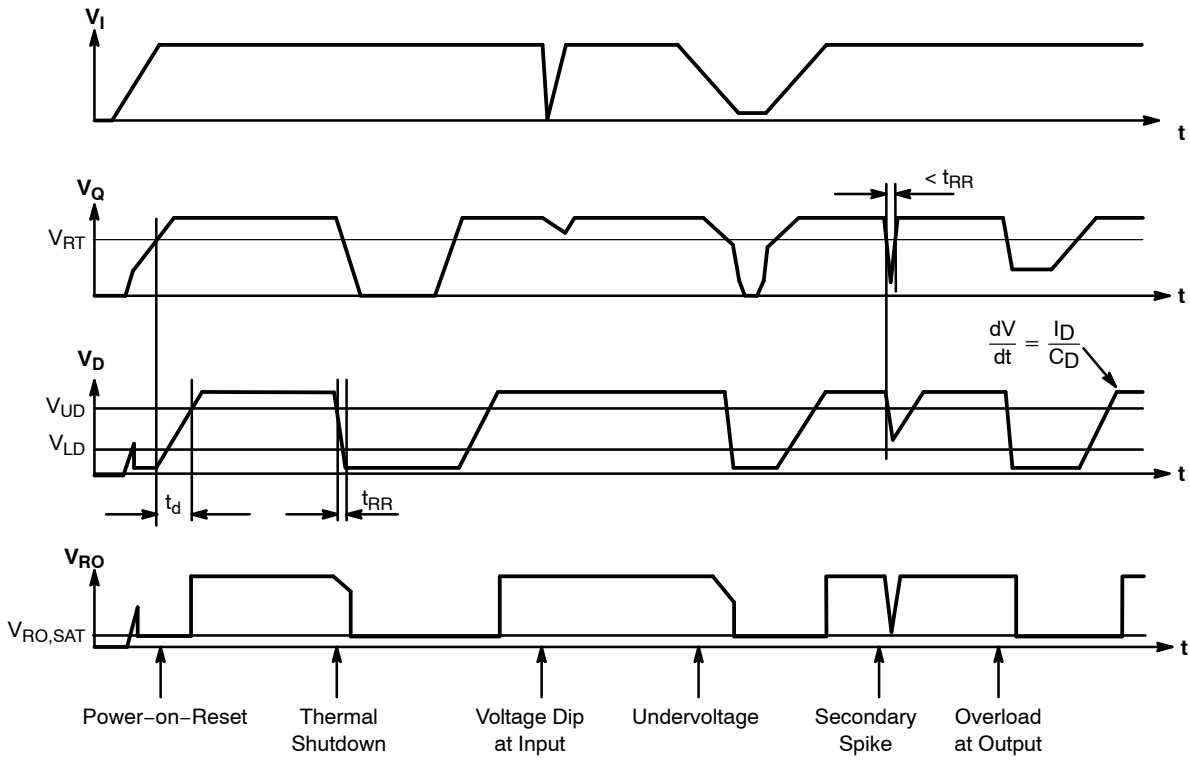 V_I
t
V_Q
< t_RR
V_RT
t
dV/dt = I_D/C_D
V_D
V_UD
V_LD
t
t_d
t_RR
V_RO
V_RO,SAT
t
Power−on−Reset
Thermal
Shutdown
Voltage Dip
at Input
Undervoltage
Secondary
Spike
Overload
at Output